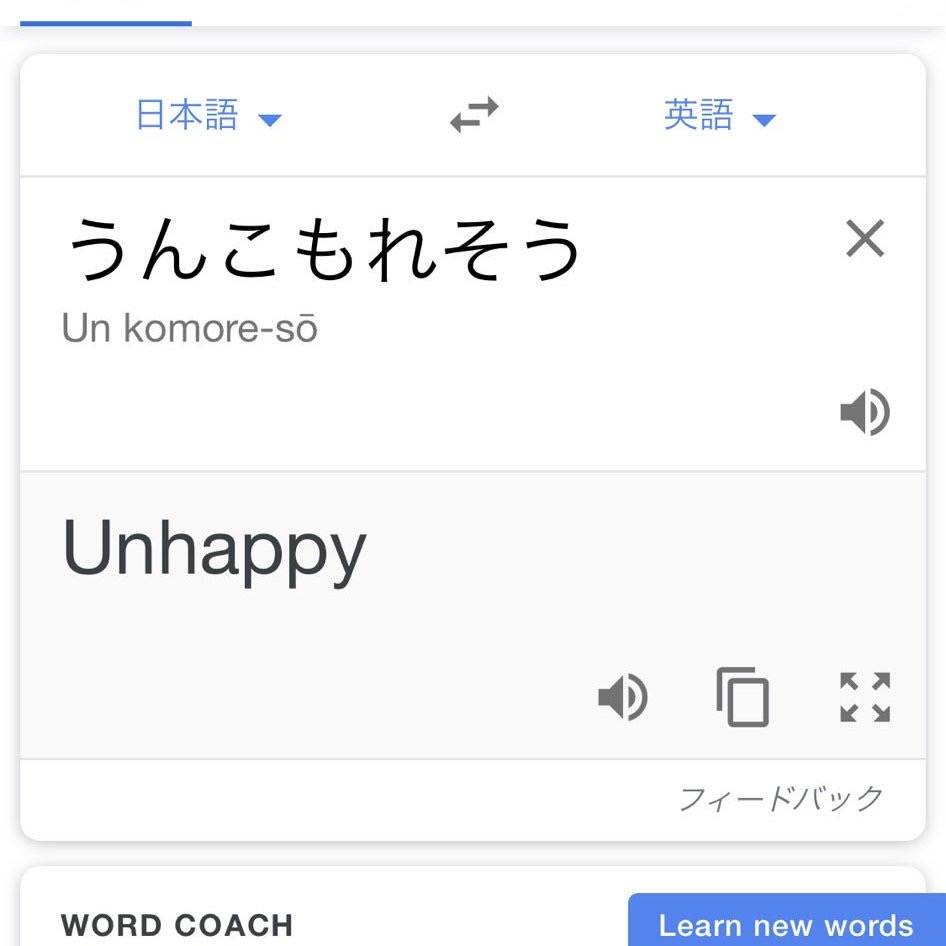 日本語
英語
うんこもれそう
Un komore-sō
Unhappy
フィードバック
WORD COACH
Learn new words